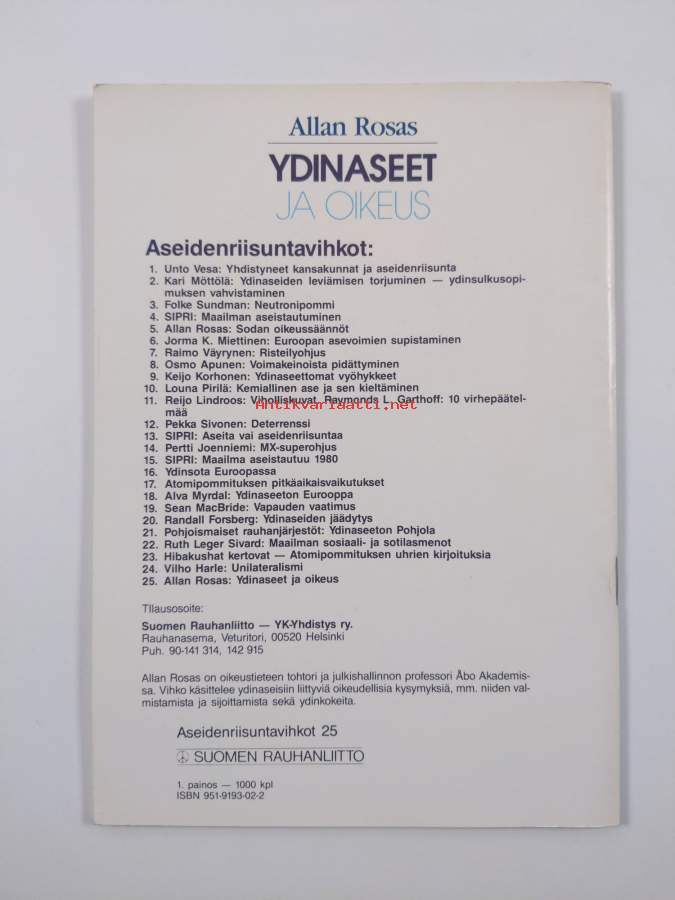 Allan Rosas
YDINASEET
JA OIKEUS
Aseidenriisuntavihkot:
1. Unto Vesa: Yhdistyneet kansakunnat ja aseidenriisunta
2. Kari Möttölä: Ydinaseiden leviämisen torjuminen — ydinsulkusopi-
muksen vahvistaminen
3. Folke Sundman: Neutronipommi
4. SIPRI: Maailman aseistautuminen
5. Allan Rosas: Sodan oikeussäännöt
6. Jorma K. Miettinen: Euroopan asevoimien supistaminen
7. Raimo Väyrynen: Risteilyohjus
8. Osmo Apunen: Voimakeinoista pidättyminen
9. Keijo Korhonen: Ydinaseettomat vyöhykkeet
10. Louna Pirilä: Kemiallinen ase ja sen kieltäminen
11. Reijo Lindroos: Viholliskuvat, Raymonds L. Garthoff: 10 virhepäätel-
mää
Antikvariaatti.net
12. Pekka Sivonen: Deterrenssi
13. SIPRI: Aseita vai aseidenriisuntaa
14. Pertti Joenniemi: MX-superohjus
15. SIPRI: Maailma aseistautuu 1980
16. Ydinsota Euroopassa
17. Atomipommituksen pitkäaikaisvaikutukset
18. Alva Myrdal: Ydinaseeton Eurooppa
19. Sean MacBride: Vapauden vaatimus
20. Randall Forsberg: Ydinaseiden jäädytys
21. Pohjoismaiset rauhanjärjestöt: Ydinaseeton Pohjola
22. Ruth Leger Sivard: Maailman sosiaali- ja sotilasmenot
23. Hibakushat kertovat — Atomipommituksen uhrien kirjoituksia
24. Vilho Harle: Unilateralismi
25. Allan Rosas: Ydinaseet ja oikeus
Tilausosoite:
Suomen Rauhanliitto — YK-Yhdistys ry.
Rauhanasema, Veturitori, 00520 Helsinki
Puh. 90-141 314, 142 915
Allan Rosas on oikeustieteen tohtori ja julkishallinnon professori Åbo Akademis-
sa. Vihko käsittelee ydinaseisiin liittyviä oikeudellisia kysymyksiä, mm. niiden val-
mistamista ja sijoittamista sekä ydinkokeita.
Aseidenriisuntavihkot 25
SUOMEN RAUHANLIITTO
1. painos — 1000 kpl
ISBN 951-9193-02-2